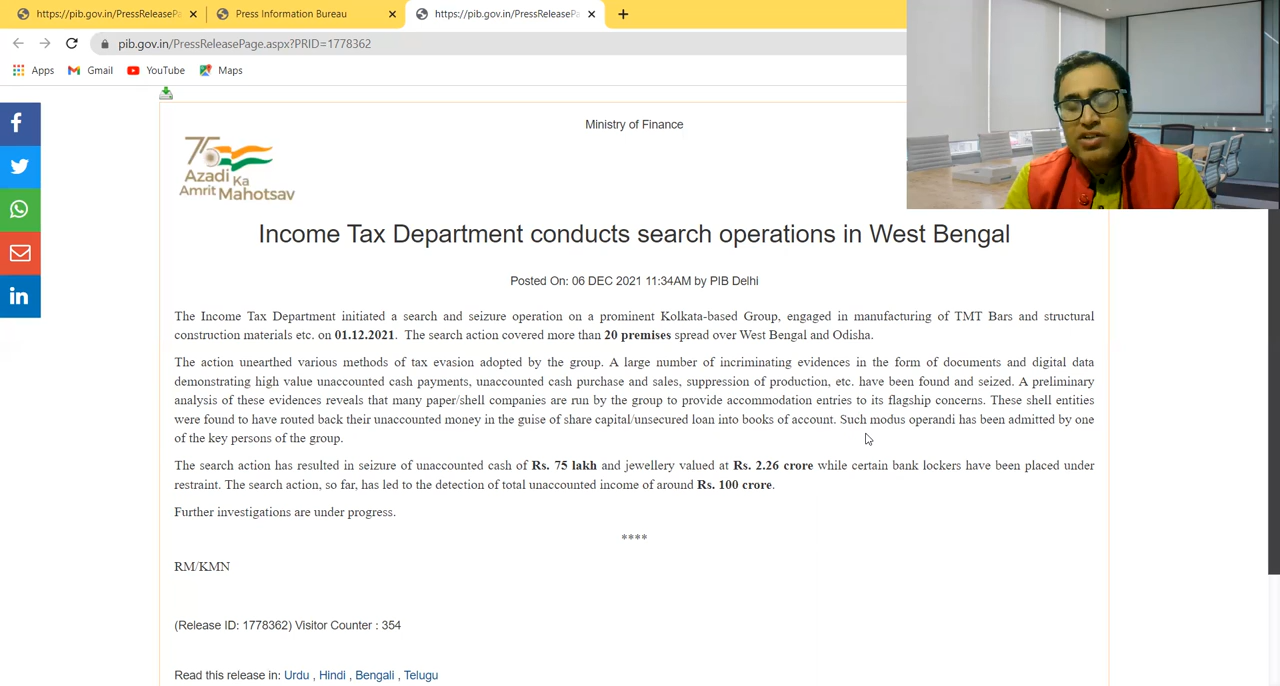 https://pib.gov.in/PressReleasePa
Press Information Bureau
https://pib.gov.in/PressReleasePa
pib.gov.in/PressReleasePage.aspx?PRID=1778362
Apps
Gmail
YouTube
Maps
Ministry of Finance
75
Azadi Ka
Amrit Mahotsav
Income Tax Department conducts search operations in West Bengal
Posted On: 06 DEC 2021 11:34AM by PIB Delhi
The Income Tax Department initiated a search and seizure operation on a prominent Kolkata-based Group, engaged in manufacturing of TMT Bars and structural
construction materials etc. on 01.12.2021. The search action covered more than 20 premises spread over West Bengal and Odisha.
The action unearthed various methods of tax evasion adopted by the group. A large number of incriminating evidences in the form of documents and digital data
demonstrating high value unaccounted cash payments, unaccounted cash purchase and sales, suppression of production, etc. have been found and seized. A preliminary
analysis of these evidences reveals that many paper/shell companies are run by the group to provide accommodation entries to its flagship concerns. These shell entities
were found to have routed back their unaccounted money in the guise of share capital/unsecured loan into books of account. Such modus operandi has been admitted by one
of the key persons of the group.
The search action has resulted in seizure of unaccounted cash of Rs. 75 lakh and jewellery valued at Rs. 2.26 crore while certain bank lockers have been placed under
restraint. The search action, so far, has led to the detection of total unaccounted income of around Rs. 100 crore.
Further investigations are under progress.
****
RM/KMN
(Release ID: 1778362) Visitor Counter : 354
Read this release in: Urdu , Hindi , Bengali , Telugu